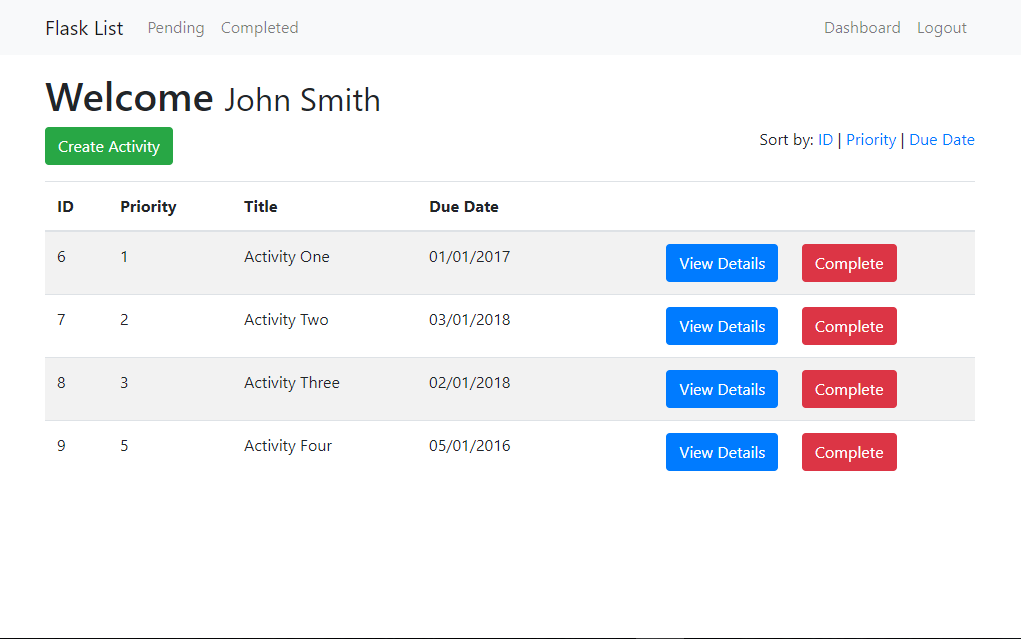 Flask List Pending Completed Dashboard Logout
Welcome John Smith
Create Activity Sort by: ID | Priority | Due Date
ID Priority Title Due Date
6 1 Activity One 01/01/2017 View Details Complete
7 2 Activity Two 03/01/2018 View Details Complete
8 3 Activity Three 02/01/2018 View Details Complete
9 5 Activity Four 05/01/2016 View Details Complete